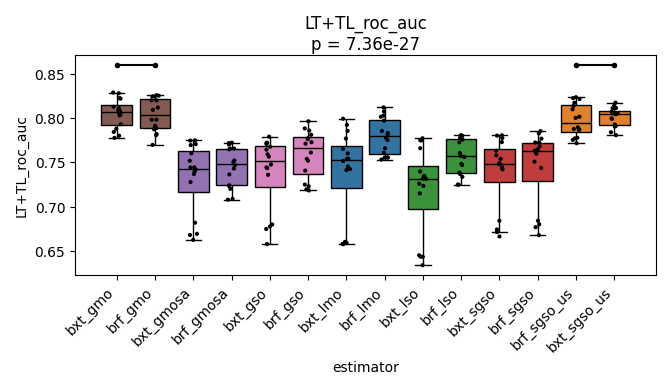 LT+TL_roc_auc
p = 7.36e-27
LT+TL_roc_auc
0.85
0.80
0.75
0.70
0.65
bxt_gmo
brf_gmo
bxt_gmosa
brf_gmosa
bxt_gso
brf_gso
bxt_lmo
brf_lmo
bxt_lso
brf_lso
bxt_sgso
brf_sgso
brf_sgso_us
bxt_sgso_us
estimator